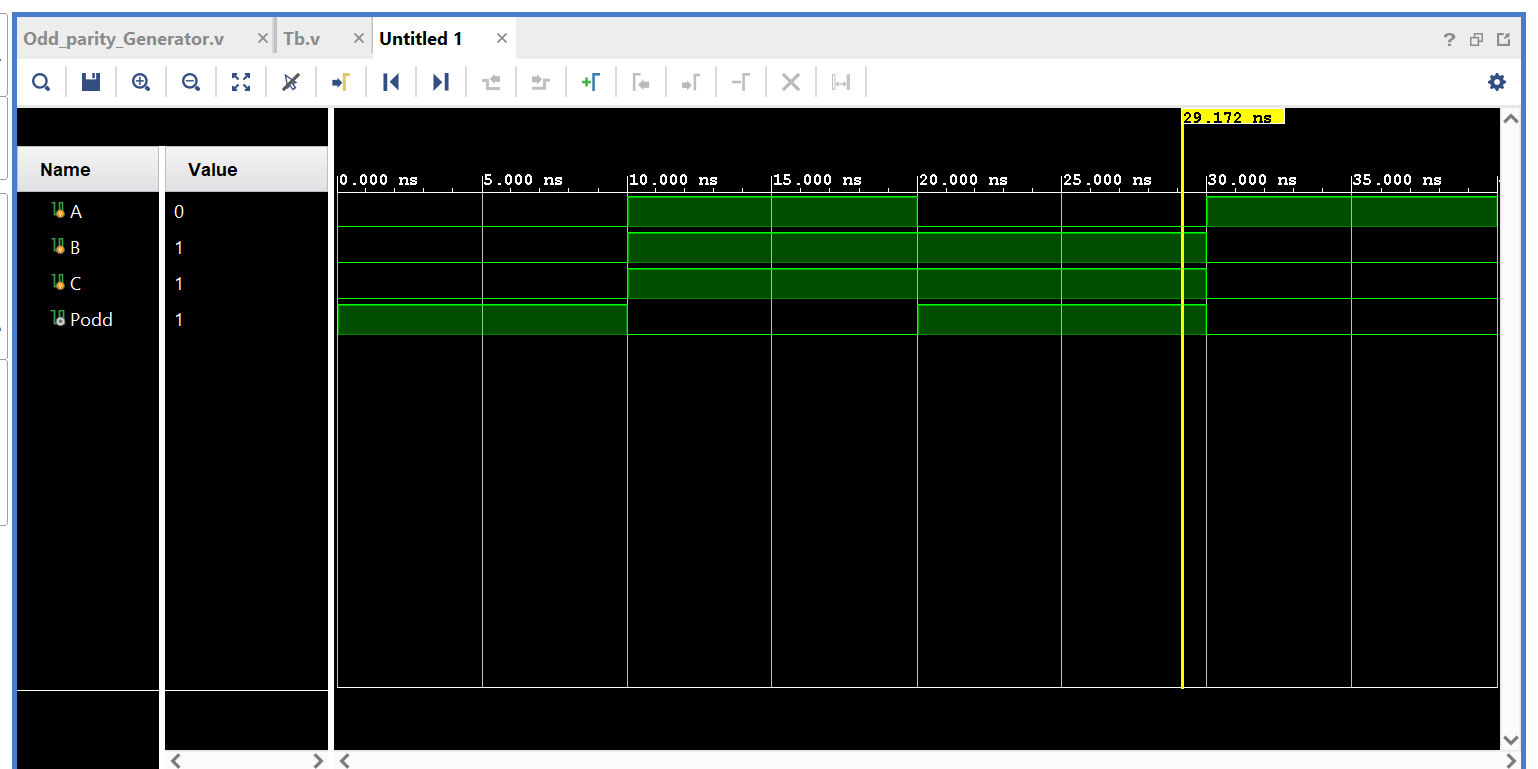 Odd_parity_Generator.v Tb.v Untitled 1
29.172 ns
Name Value
0.000 ns 5.000 ns 10.000 ns 15.000 ns 20.000 ns 25.000 ns 30.000 ns 35.000 ns
A 0
B 1
C 1
Podd 1